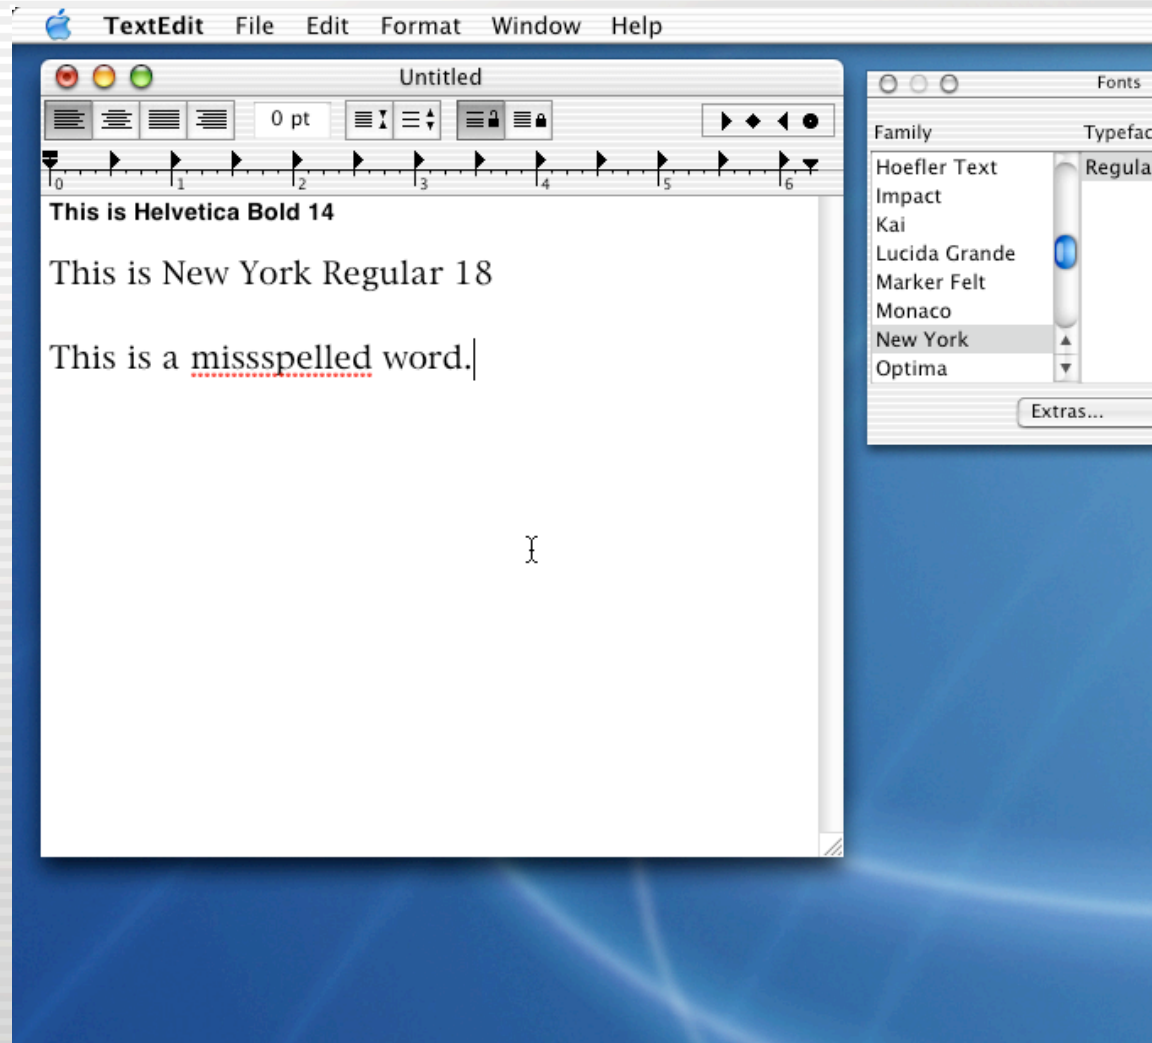 TextEdit File Edit Format Window Help
Untitled
0 pt
0 1 2 3 4 5 6
This is Helvetica Bold 14
This is New York Regular 18
This is a missspelled word.
Fonts
Family Typefac
Hoefler Text Regula
Impact
Kai
Lucida Grande
Marker Felt
Monaco
New York
Optima
Extras...